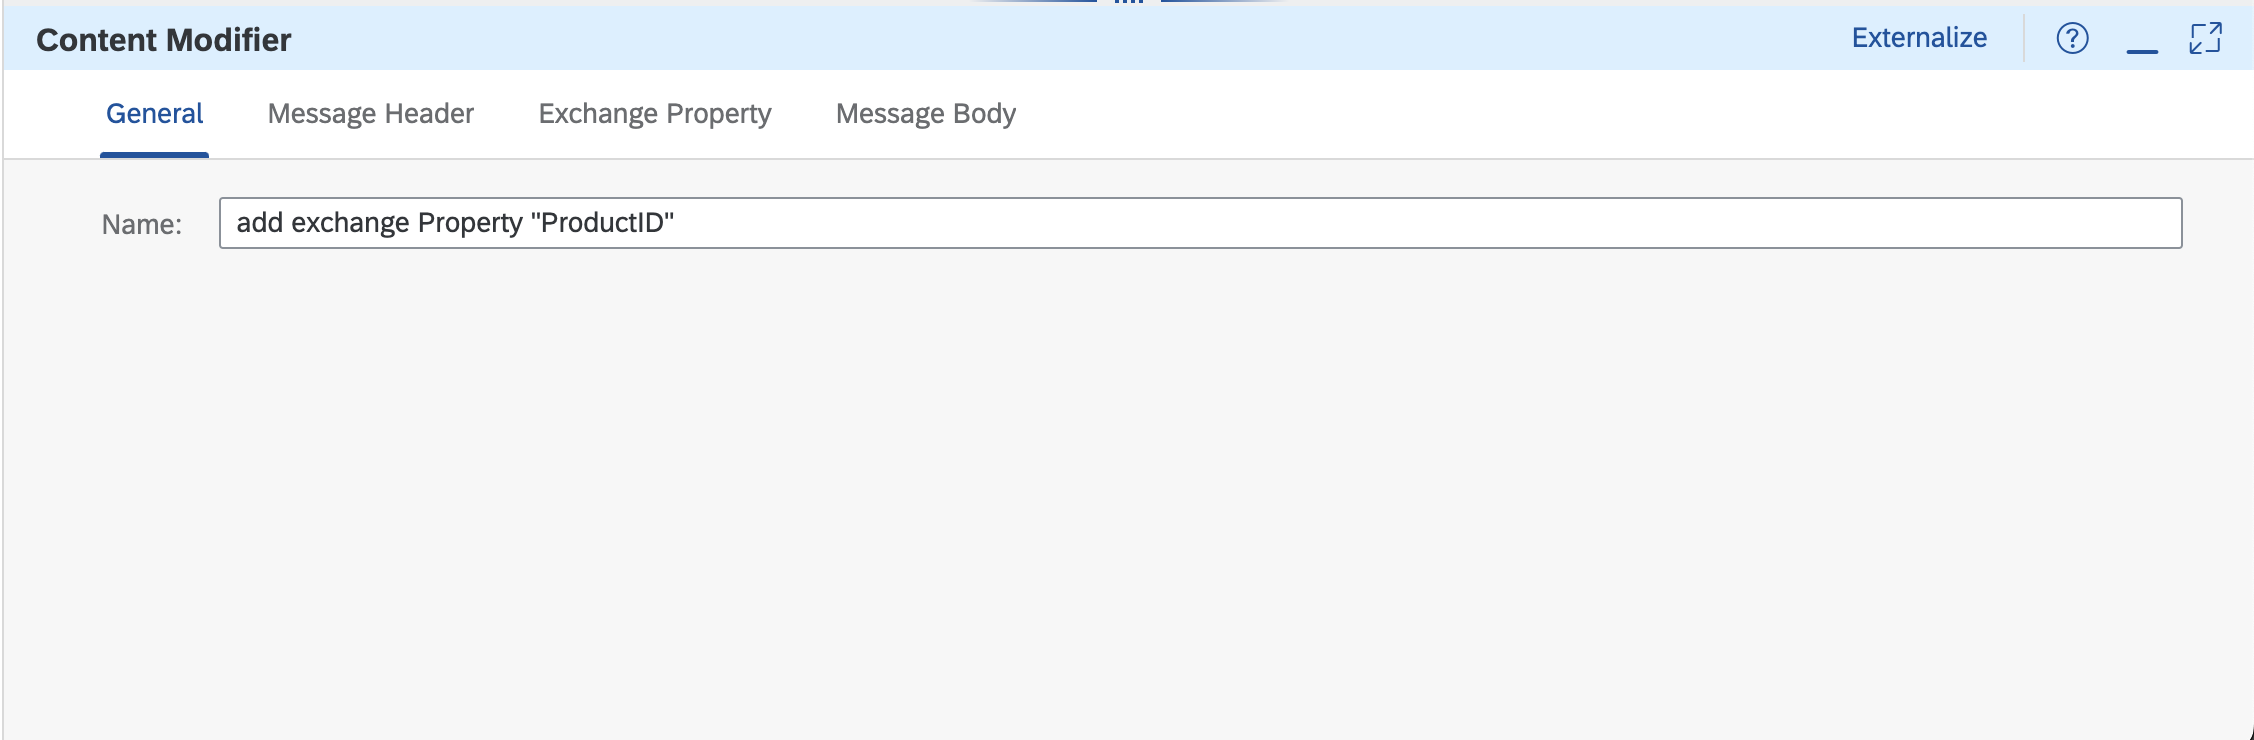 Content Modifier
Externalize
General Message Header Exchange Property Message Body
Name: add exchange Property "ProductID"